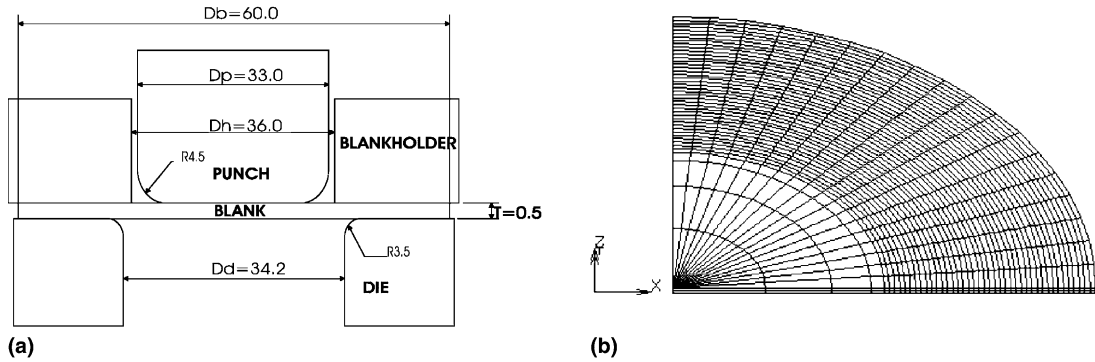 Db=60.0
Dp=33.0
Dh=36.0
BLANKHOLDER
R4.5
PUNCH
BLANK
T=0.5
R3.5
Dd=34.2
DIE
Z
X
(a)
(b)